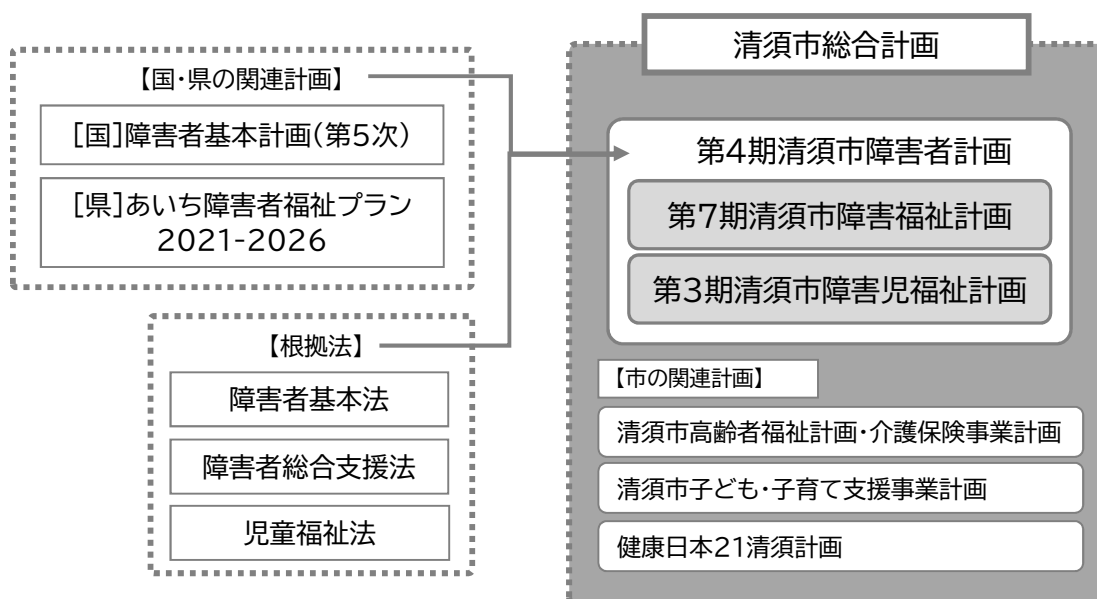 【国・県の関連計画】
[国]障害者基本計画(第5次)
[県]あいち障害者福祉プラン
2021-2026
【根拠法】
障害者基本法
障害者総合支援法
児童福祉法
清須市総合計画
第4期清須市障害者計画
第7期清須市障害福祉計画
第3期清須市障害児福祉計画
【市の関連計画】
清須市高齢者福祉計画・介護保険事業計画
清須市子ども・子育て支援事業計画
健康日本21清須計画